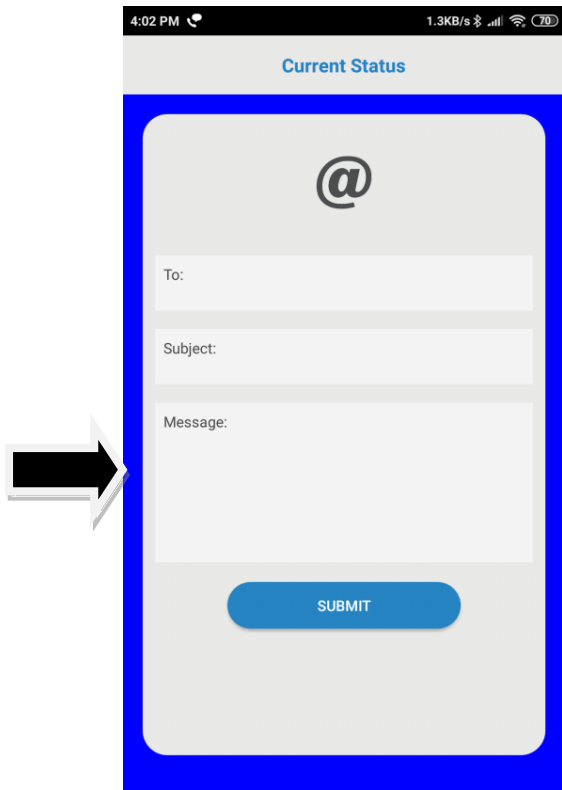 4:02 PM 1.3KB/s 70
Current Status
@
To:
Subject:
Message:
SUBMIT